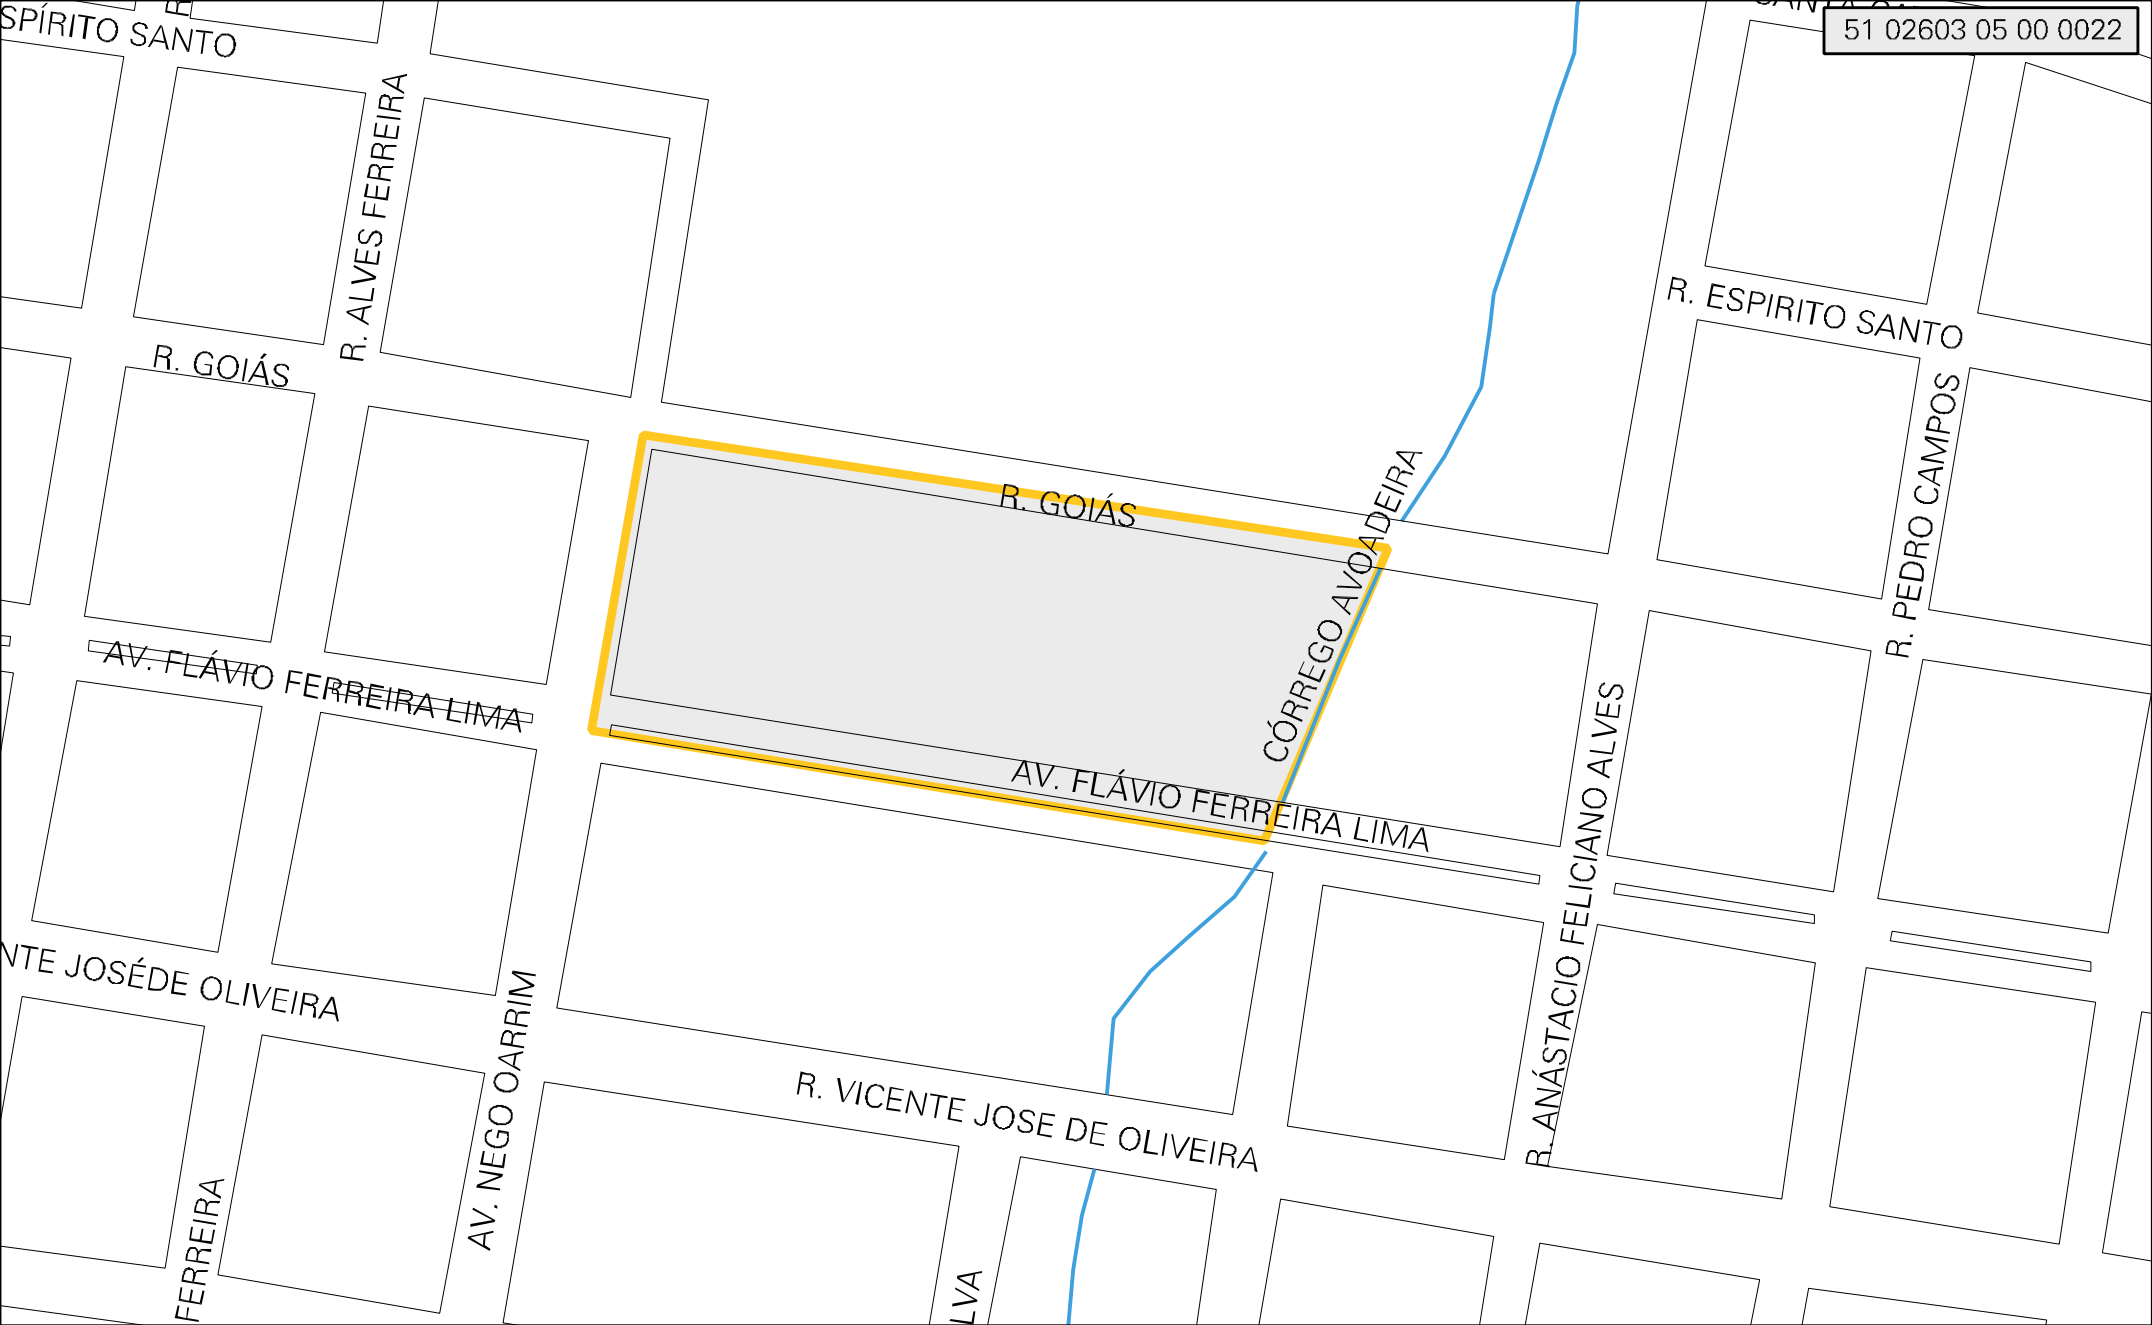 SPÍRITO SANTO
51 02603 05 00 0022
R. ALVES FERREIRA
R. ESPIRITO SANTO
R. GOIÁS
R. PEDRO CAMPOS
R. GOIÁS
CÓRREGO AVOADEIRA
AV. FLÁVIO FERREIRA LIMA
AV. FLÁVIO FERREIRA LIMA
R. ANÁSTACIO FELICIANO ALVES
NTE JOSÉDE OLIVEIRA
AV. NEGO OARRIM
R. VICENTE JOSE DE OLIVEIRA
FERREIRA
LVA